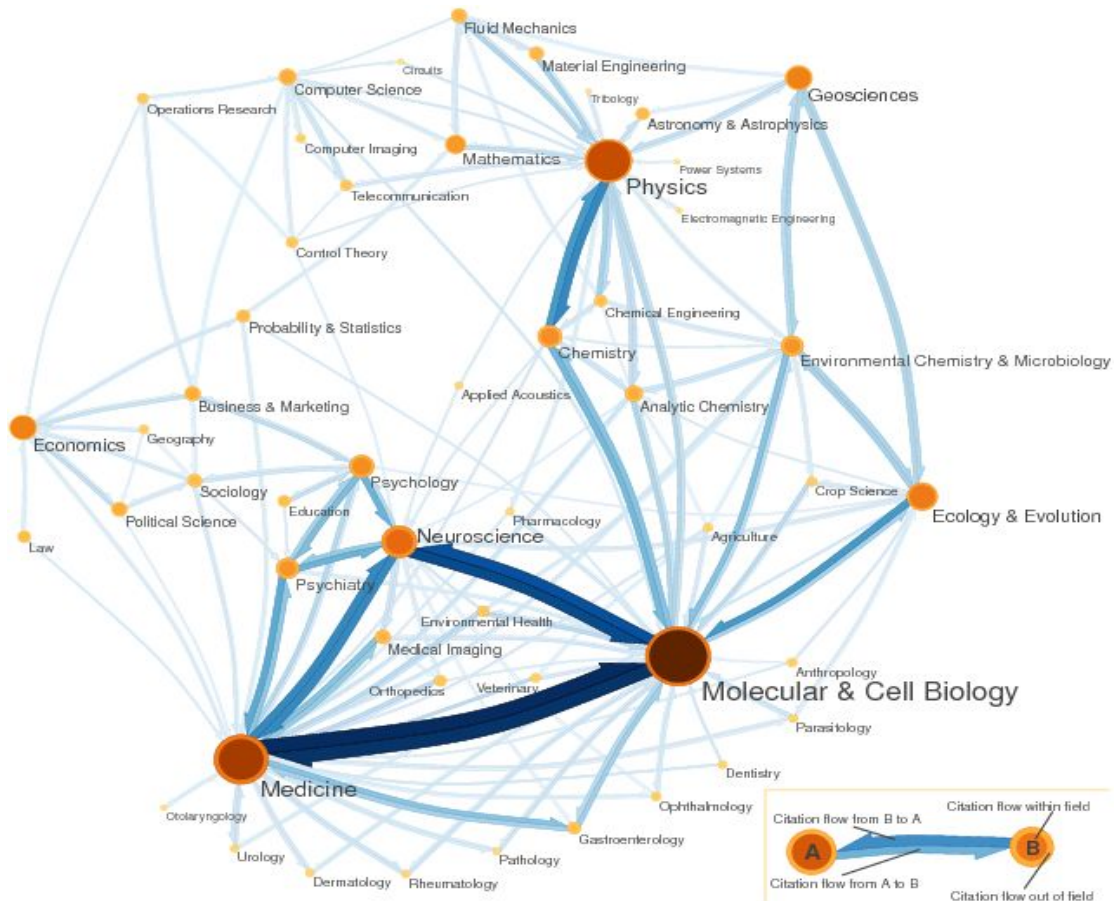 Fluid Mechanics
Material Engineering
Circuits
Computer Science
Geosciences
Tribology
Operations Research
Astronomy & Astrophysics
Computer Imaging
Mathematics
Physics
Power Systems
Telecommunication
Electromagnetic Engineering
Control Theory
Chemical Engineering
Probability & Statistics
Chemistry
Environmental Chemistry & Microbiology
Applied Acoustics
Analytic Chemistry
Business & Marketing
Geography
Economics
Psychology
Sociology
Crop Science
Education
Political Science
Pharmacology
Ecology & Evolution
Neuroscience
Agriculture
Law
Psychiatry
Environmental Health
Medical Imaging
Anthropology
Orthopedics
Veterinary
Molecular & Cell Biology
Parasitology
Dentistry
Medicine
Otolaryngology
Ophthalmology
Gastroenterology
Urology
Pathology
Dermatology
Rheumatology
Citation flow from B to A
Citation flow within field
A
B
Citation flow from A to B
Citation flow out of field